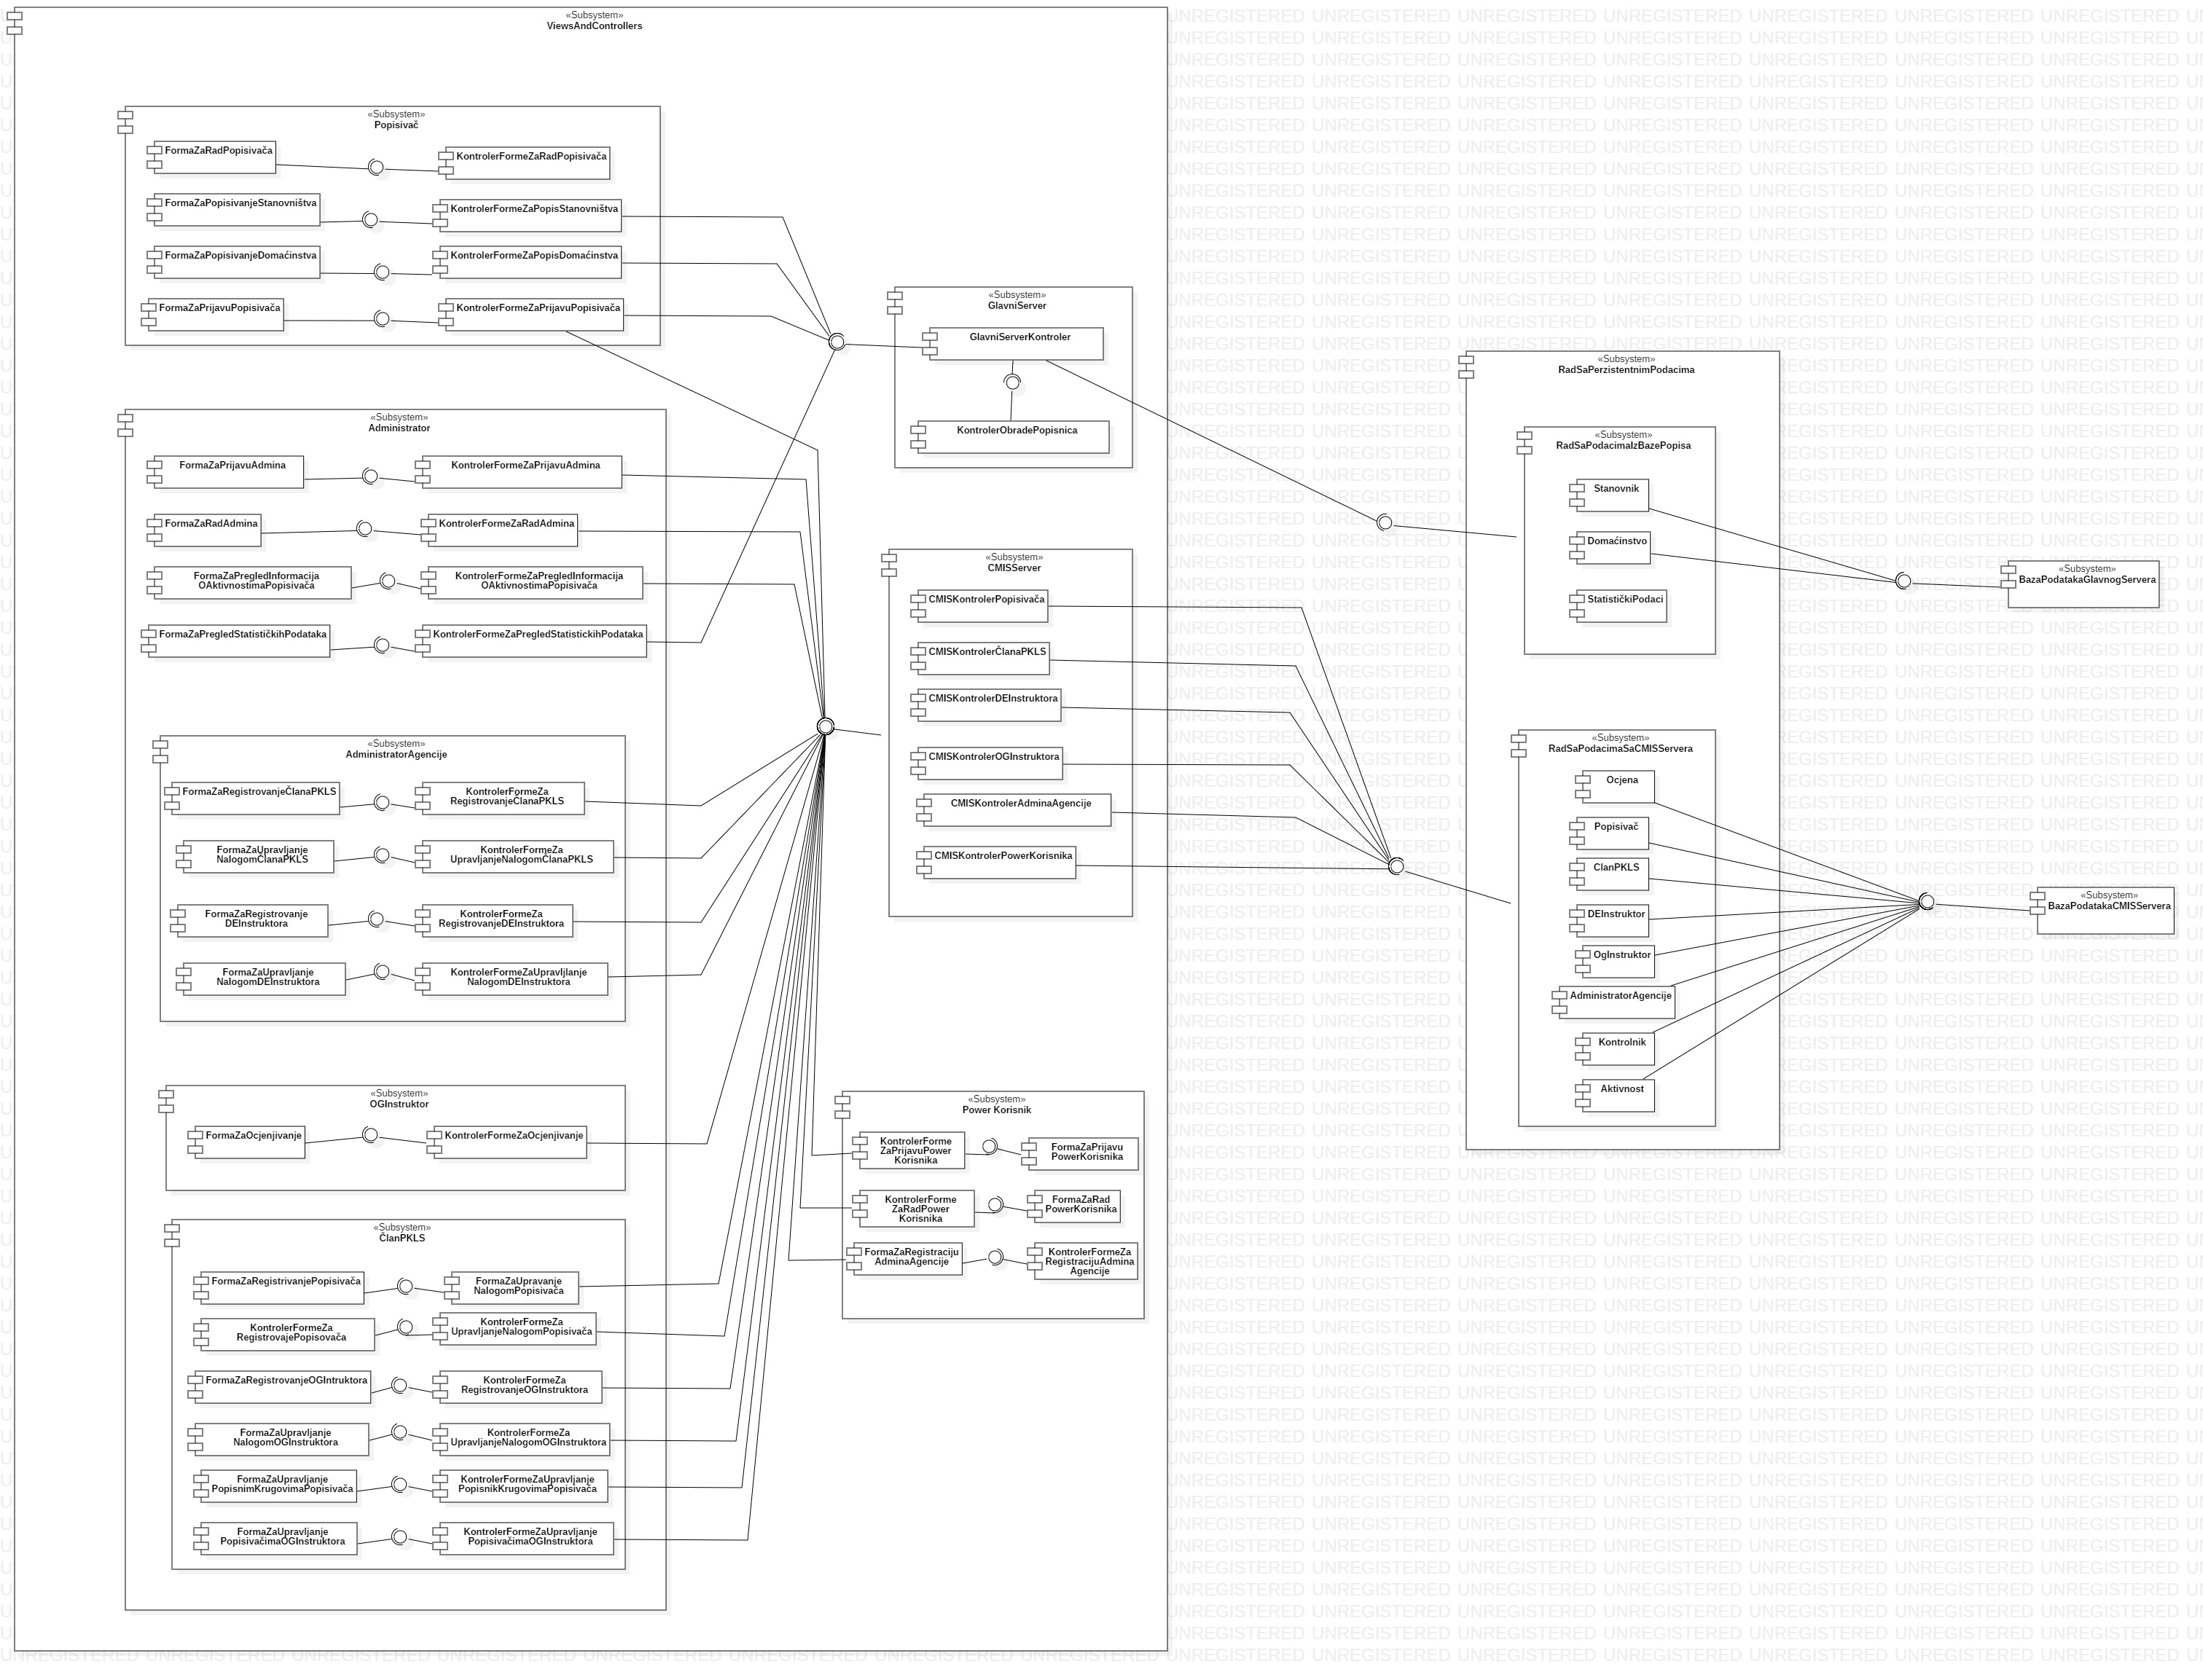 «Subsystem»
ViewsAndControllers
«Subsystem»
Popisivač
FormaZaRadPopisivača
KontrolerFormeZaRadPopisivača
FormaZaPopisivanjeStanovništva
KontrolerFormeZaPopisStanovništva
FormaZaPopisivanjeDomaćinstva
KontrolerFormeZaPopisDomaćinstva
FormaZaPrijavuPopisivača
KontrolerFormeZaPrijavuPopisivača
«Subsystem»
Administrator
FormaZaPrijavuAdmina
KontrolerFormeZaPrijavuAdmina
FormaZaRadAdmina
KontrolerFormeZaRadAdmina
FormaZaPregledInformacija
OAktivnostimaPopisivača
KontrolerFormeZaPregledInformacija
OAktivnostimaPopisivača
FormaZaPregledStatističkihPodataka
KontrolerFormeZaPregledStatistickihPodataka
«Subsystem»
AdministratorAgencije
FormaZaRegistrovanjeČlanaPKLS
KontrolerFormeZa
RegistrovanjeČlanaPKLS
FormaZaUpravljanje
NalogomČlanaPKLS
KontrolerFormeZa
UpravljanjeNalogomČlanaPKLS
FormaZaRegistrovanje
DEInstruktora
KontrolerFormeZa
RegistrovanjeDEInstruktora
FormaZaUpravljanje
NalogomDEInstruktora
KontrolerFormeZaUpravljlanje
NalogomDEInstruktora
«Subsystem»
OGInstruktor
FormaZaOcjenjivanje
KontrolerFormeZaOcjenjivanje
«Subsystem»
ČlanPKLS
FormaZaRegistrivanjePopisivača
FormaZaUpravanje
NalogomPopisivača
KontrolerFormeZa
RegistrovajePopisovača
KontrolerFormeZa
UpravljanjeNalogomPopisivača
FormaZaRegistrovanjeOGIntruktora
KontrolerFormeZa
RegistrovanjeOGInstruktora
FormaZaUpravljanje
NalogomOGInstruktora
KontrolerFormeZa
UpravljanjeNalogomOGInstruktora
FormaZaUpravljanje
PopisnimKrugovimaPopisivača
KontrolerFormeZaUpravljanje
PopisnikKrugovimaPopisivača
FormaZaUpravljanje
PopisivačimaOGInstruktora
KontrolerFormeZaUpravljanje
PopisivačimaOGInstruktora
«Subsystem»
GlavniServer
GlavniServerKontroler
KontrolerObradePopisnica
«Subsystem»
CMISServer
CMISKontrolerPopisivača
CMISKontrolerČlanaPKLS
CMISKontrolerDEInstruktora
CMISKontrolerOGInstruktora
CMISKontrolerAdminaAgencije
CMISKontrolerPowerKorisnika
«Subsystem»
Power Korisnik
KontrolerForme
ZaPrijavuPower
Korisnika
FormaZaPrijavu
PowerKorisnika
KontrolerForme
ZaRadPower
Korisnika
FormaZaRad
PowerKorisnika
FormaZaRegistraciju
AdminaAgencije
KontrolerFormeZa
RegistracijuAdmina
Agencije
«Subsystem»
RadSaPerzistentnimPodacima
«Subsystem»
RadSaPodacimaIzBazePopisa
Stanovnik
Domaćinstvo
StatističkiPodaci
«Subsystem»
RadSaPodacimaSaCMISServera
Ocjena
Popisivač
ClanPKLS
DEInstruktor
OgInstruktor
AdministratorAgencije
Kontrolnik
Aktivnost
«Subsystem»
BazaPodatakaGlavnogServera
«Subsystem»
BazaPodatakaCMISServera
UNREGISTERED UNREGISTERED UNREGISTERED UNREGISTERED UNREGISTERED UNREGISTERED UNREGISTERED